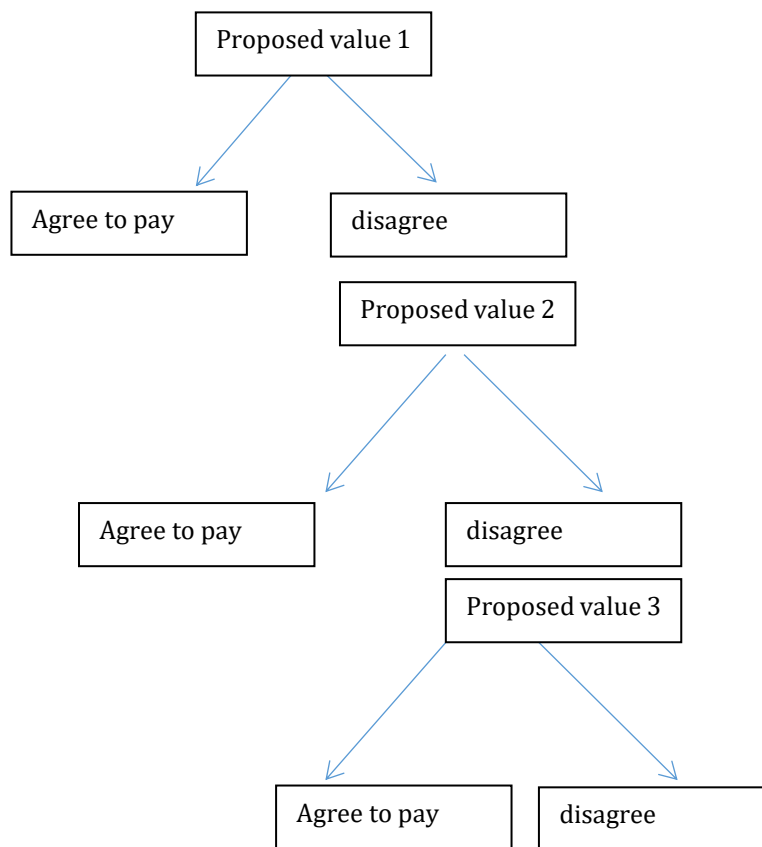 Proposed value 1
Agree to pay
disagree
Proposed value 2
Agree to pay
disagree
Proposed value 3
Agree to pay
disagree